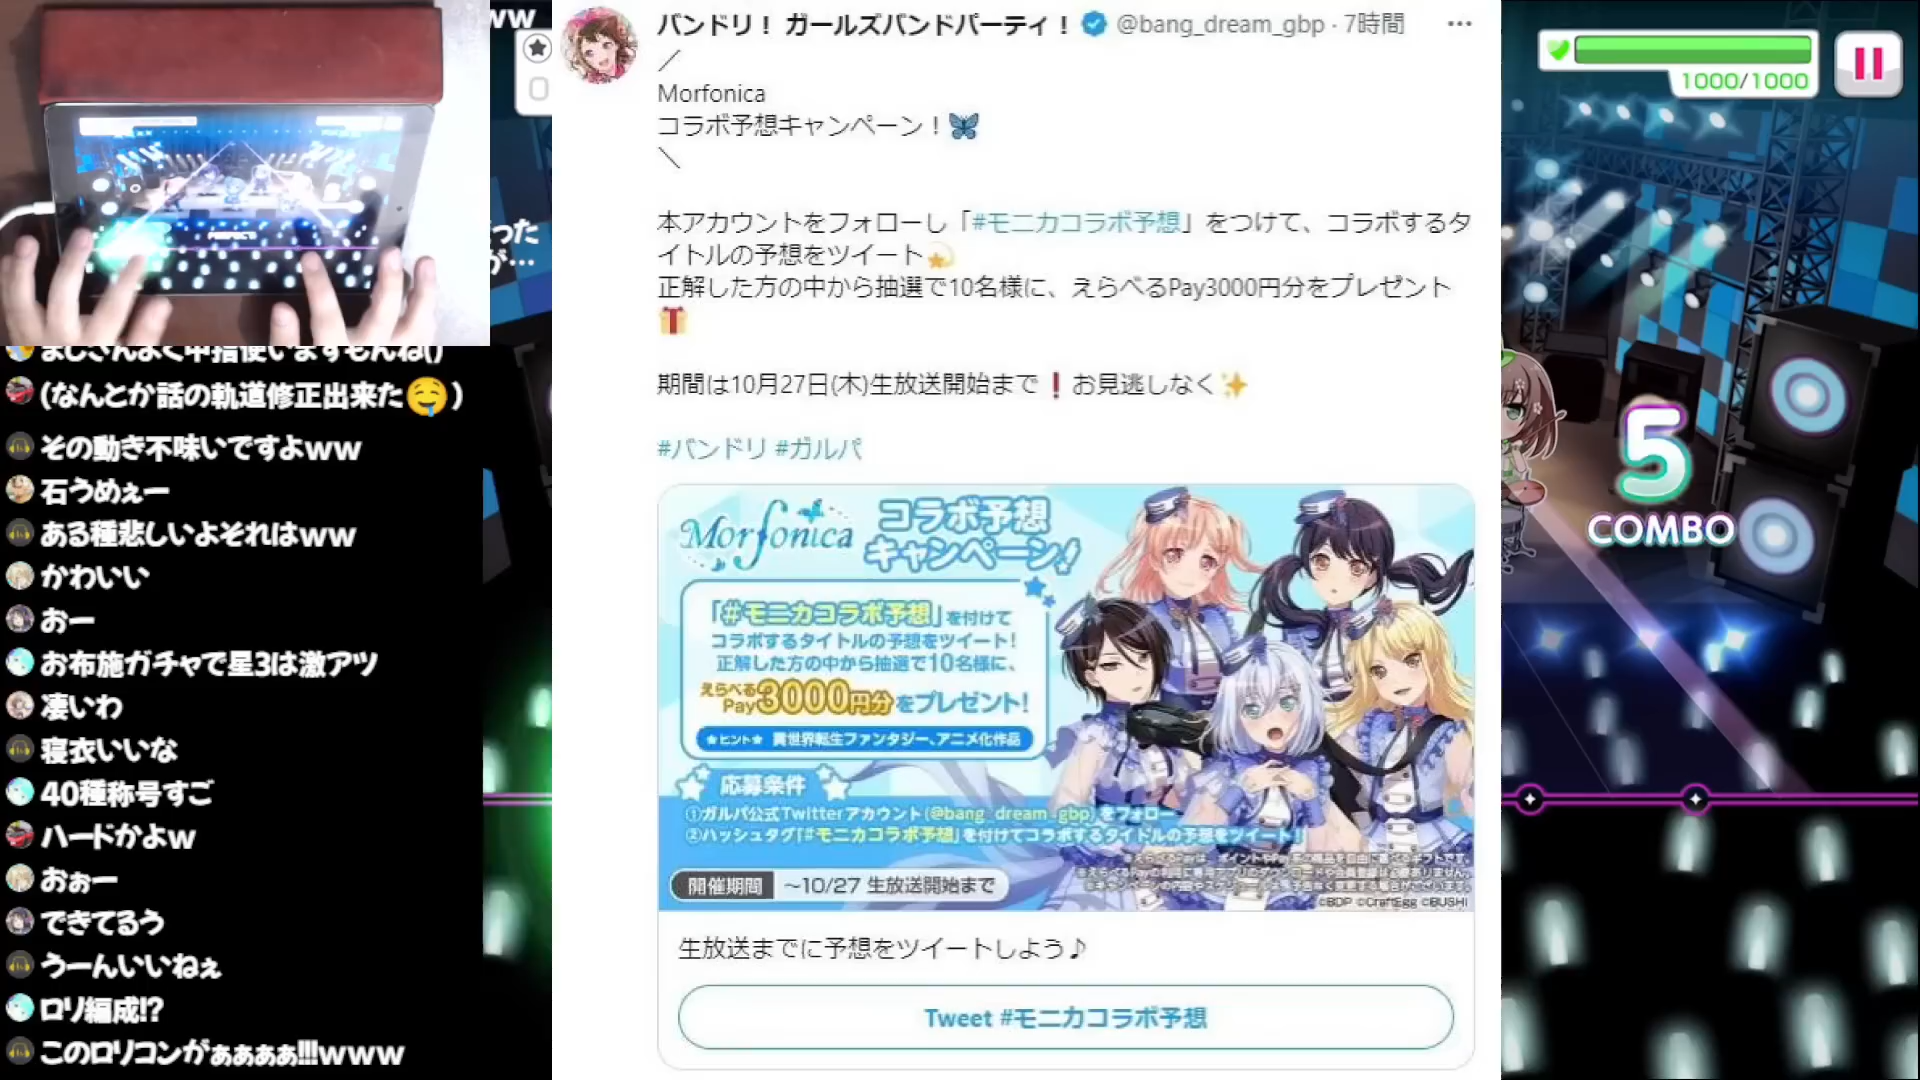 ww
0
った
が…
(なんとか話の軌道修正出来た🤤)
その動き不味いですよww
石うめぇー
ある種悲しいよそれはww
かわいい
おー
お布施ガチャで星3は激アツ
凄いわ
寝衣いいな
40種称号すご
ハードかよw
おぉー
できてるう
うーんいいねぇ
ロリ編成!?
このロリコンがぁぁぁぁ!!!www
バンドリ! ガールズバンドパーティ! @bang_dream_gbp · 7時間
/
Morfonica
コラボ予想キャンペーン!🦋
\
本アカウントをフォローし「#モニカコラボ予想」をつけて、コラボするタ
イトルの予想をツイート💫
正解した方の中から抽選で10名様に、えらべるPay3000円分をプレゼント
🎁
期間は10月27日(木)生放送開始まで❗お見逃しなく✨
#バンドリ #ガルパ
Morfonica
コラボ予想
キャンペーン!
「#モニカコラボ予想」を付けて
コラボするタイトルの予想をツイート!
正解した方の中から抽選で10名様に、
えらべるPay3000円分をプレゼント!
★ヒント★ 異世界転生ファンタジー、アニメ化作品
応募条件
①ガルパ公式Twitterアカウント(@bang_dream_gbp)をフォロー
②ハッシュタグ「#モニカコラボ予想」を付けてコラボするタイトルの予想をツイート!
開催期間 ～10/27 生放送開始まで
©BDP ©CraftEgg ©BUSHI
生放送までに予想をツイートしよう♪
Tweet #モニカコラボ予想
1000/1000
5
COMBO